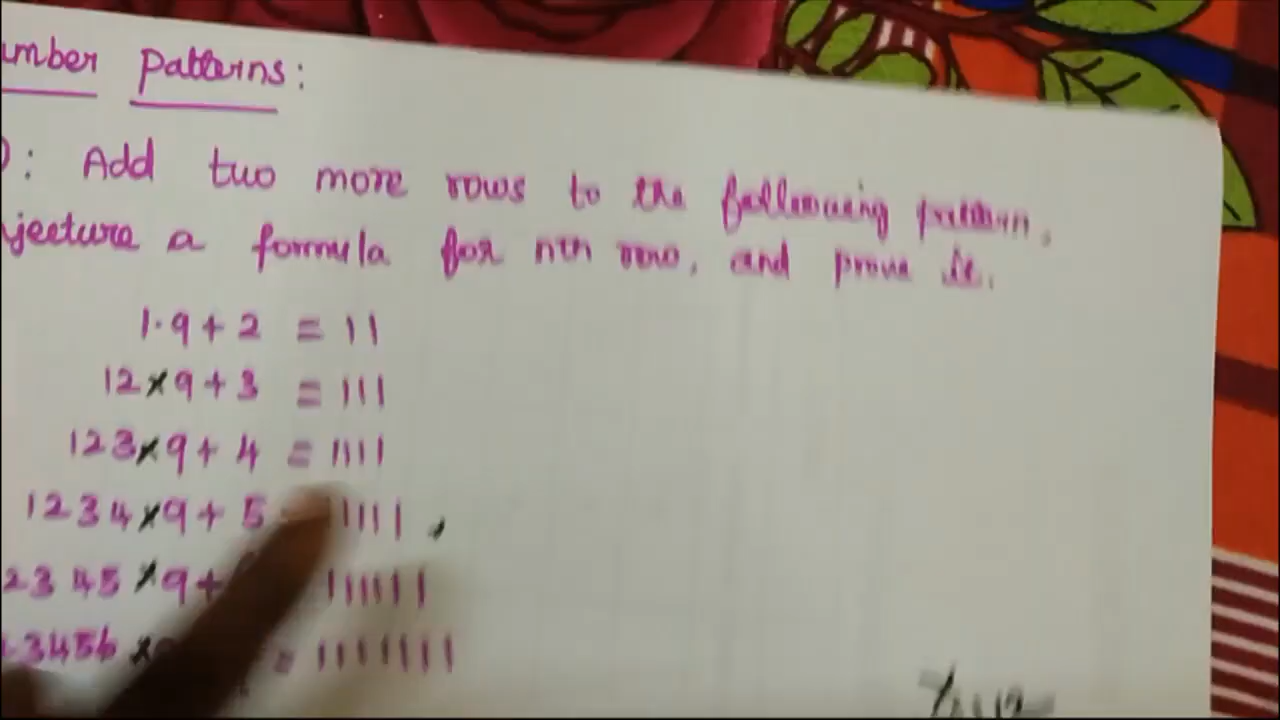 umber Patterns:
: Add two more rows to the following pattern,
jecture a formula for nth row, and prove it.
1·9+2 = 11
12×9+3 = 111
123×9+4 = 1111
1234×9+5 1111
2345×9+ 111111
3456× = 1111111